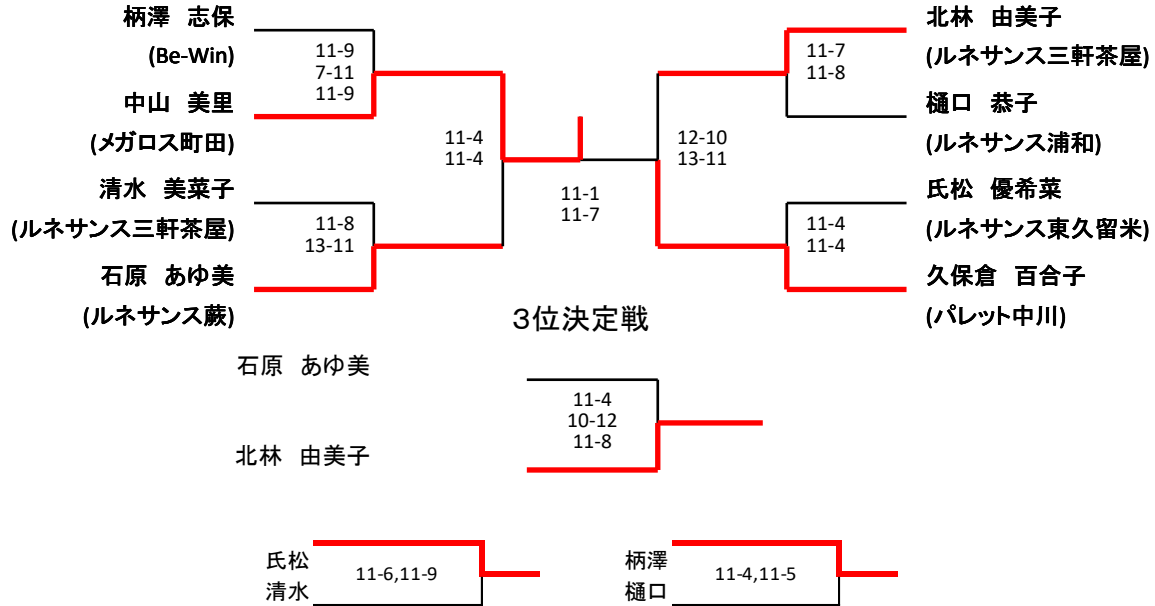 柄澤　志保
(Be-Win)
11-9
7-11
11-9
中山　美里
(メガロス町田)
11-4
11-4
清水　美菜子
(ルネサンス三軒茶屋)
11-8
13-11
石原　あゆ美
(ルネサンス蕨)
11-1
11-7
北林　由美子
(ルネサンス三軒茶屋)
11-7
11-8
樋口　恭子
(ルネサンス浦和)
12-10
13-11
氏松　優希菜
(ルネサンス東久留米)
11-4
11-4
久保倉　百合子
(パレット中川)
３位決定戦
石原　あゆ美
11-4
10-12
11-8
北林　由美子
氏松
11-6,11-9
清水
柄澤
11-4,11-5
樋口